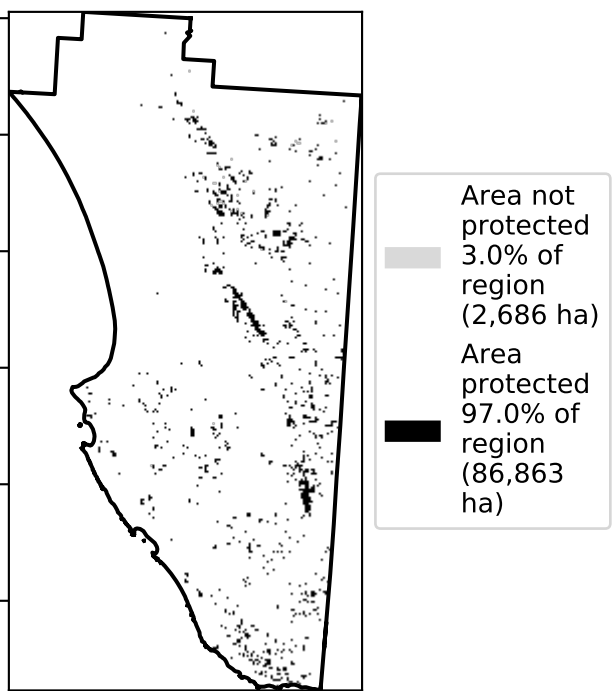 Area not
protected
3.0% of
region
(2,686 ha)
Area
protected
97.0% of
region
(86,863
ha)